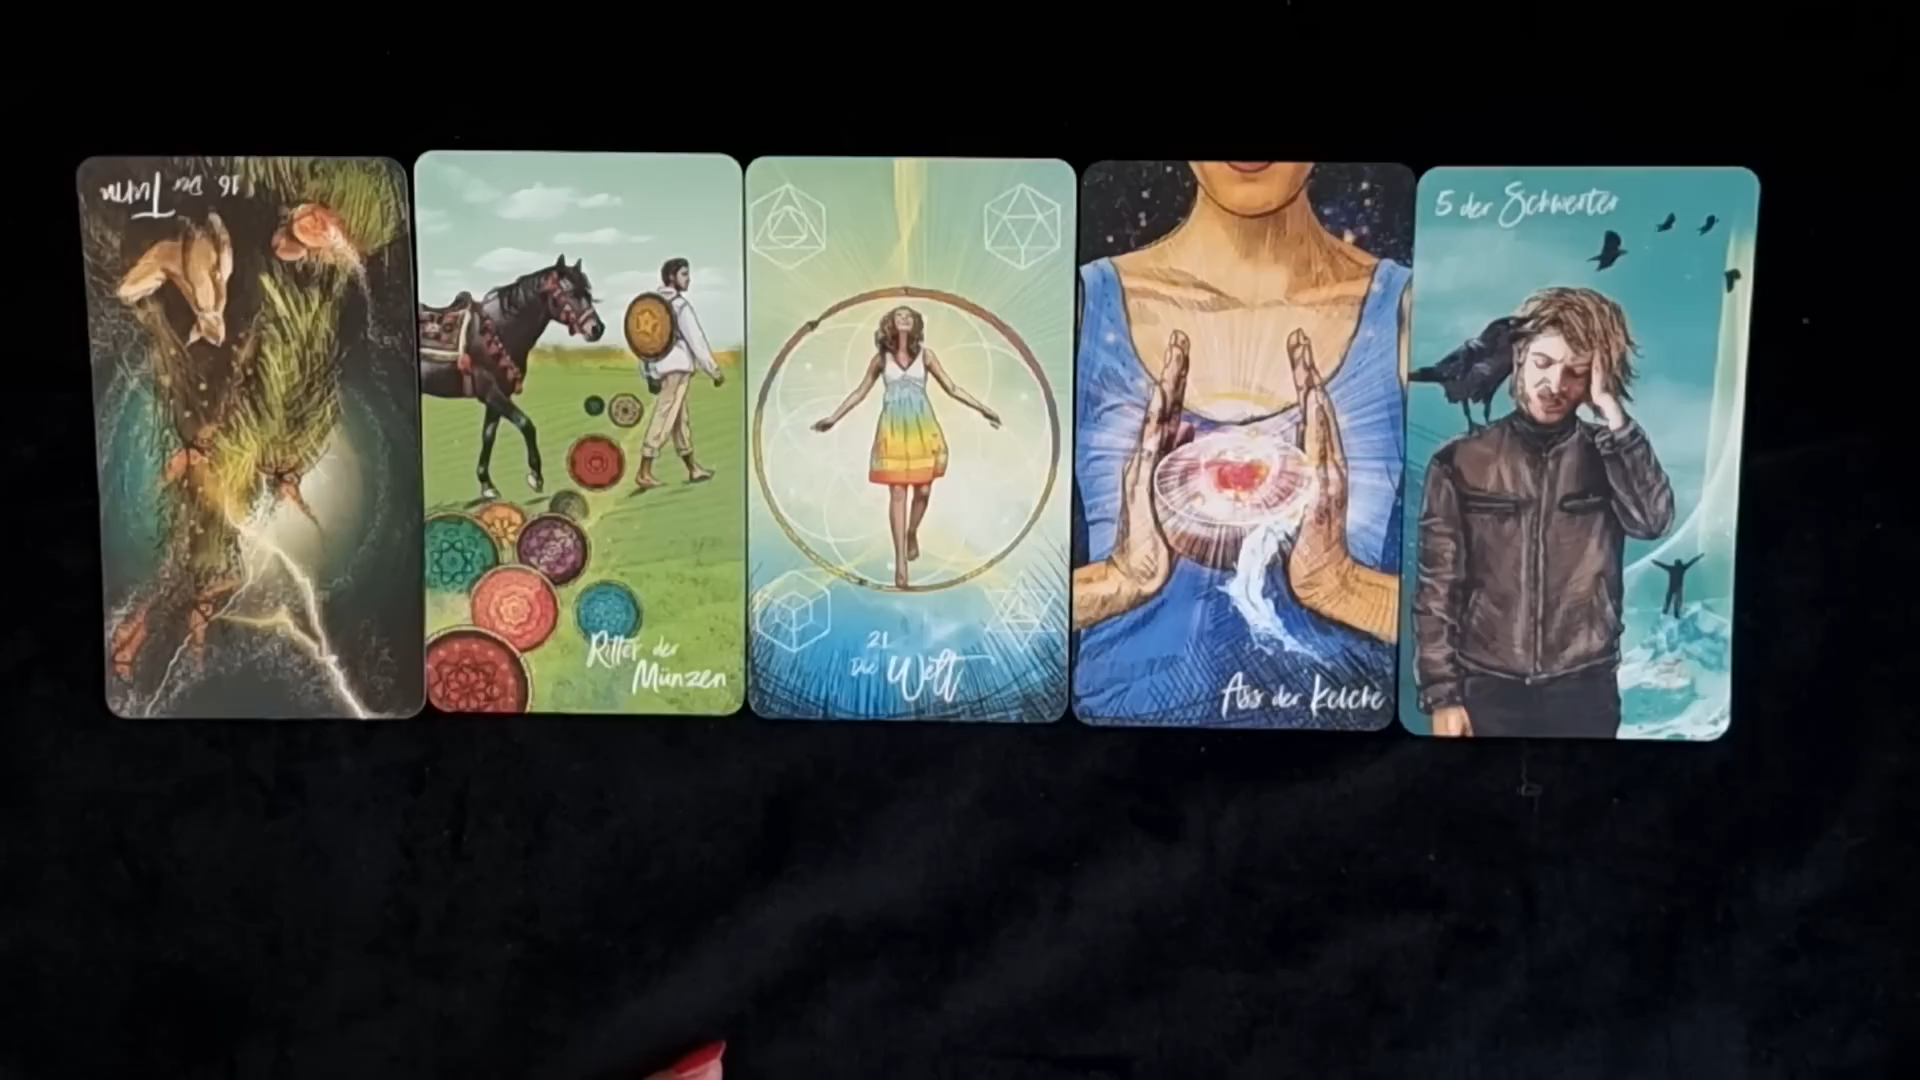 16. Der Turm
Ritter der
Münzen
21
Die Welt
Ass der Kelche
5 der Schwerter